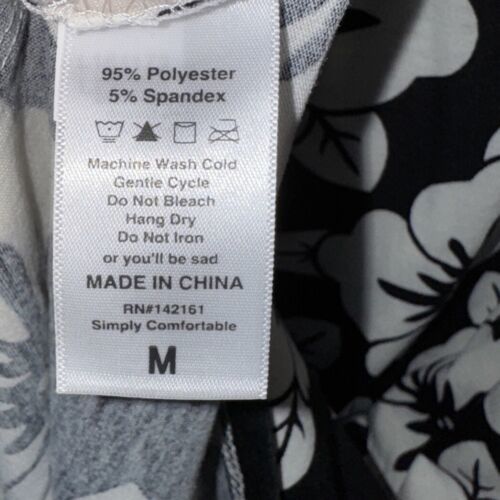 95% Polyester
5% Spandex
Machine Wash Cold
Gentle Cycle
Do Not Bleach
Hang Dry
Do Not Iron
or you'll be sad
MADE IN CHINA
RN#142161
Simply Comfortable
M